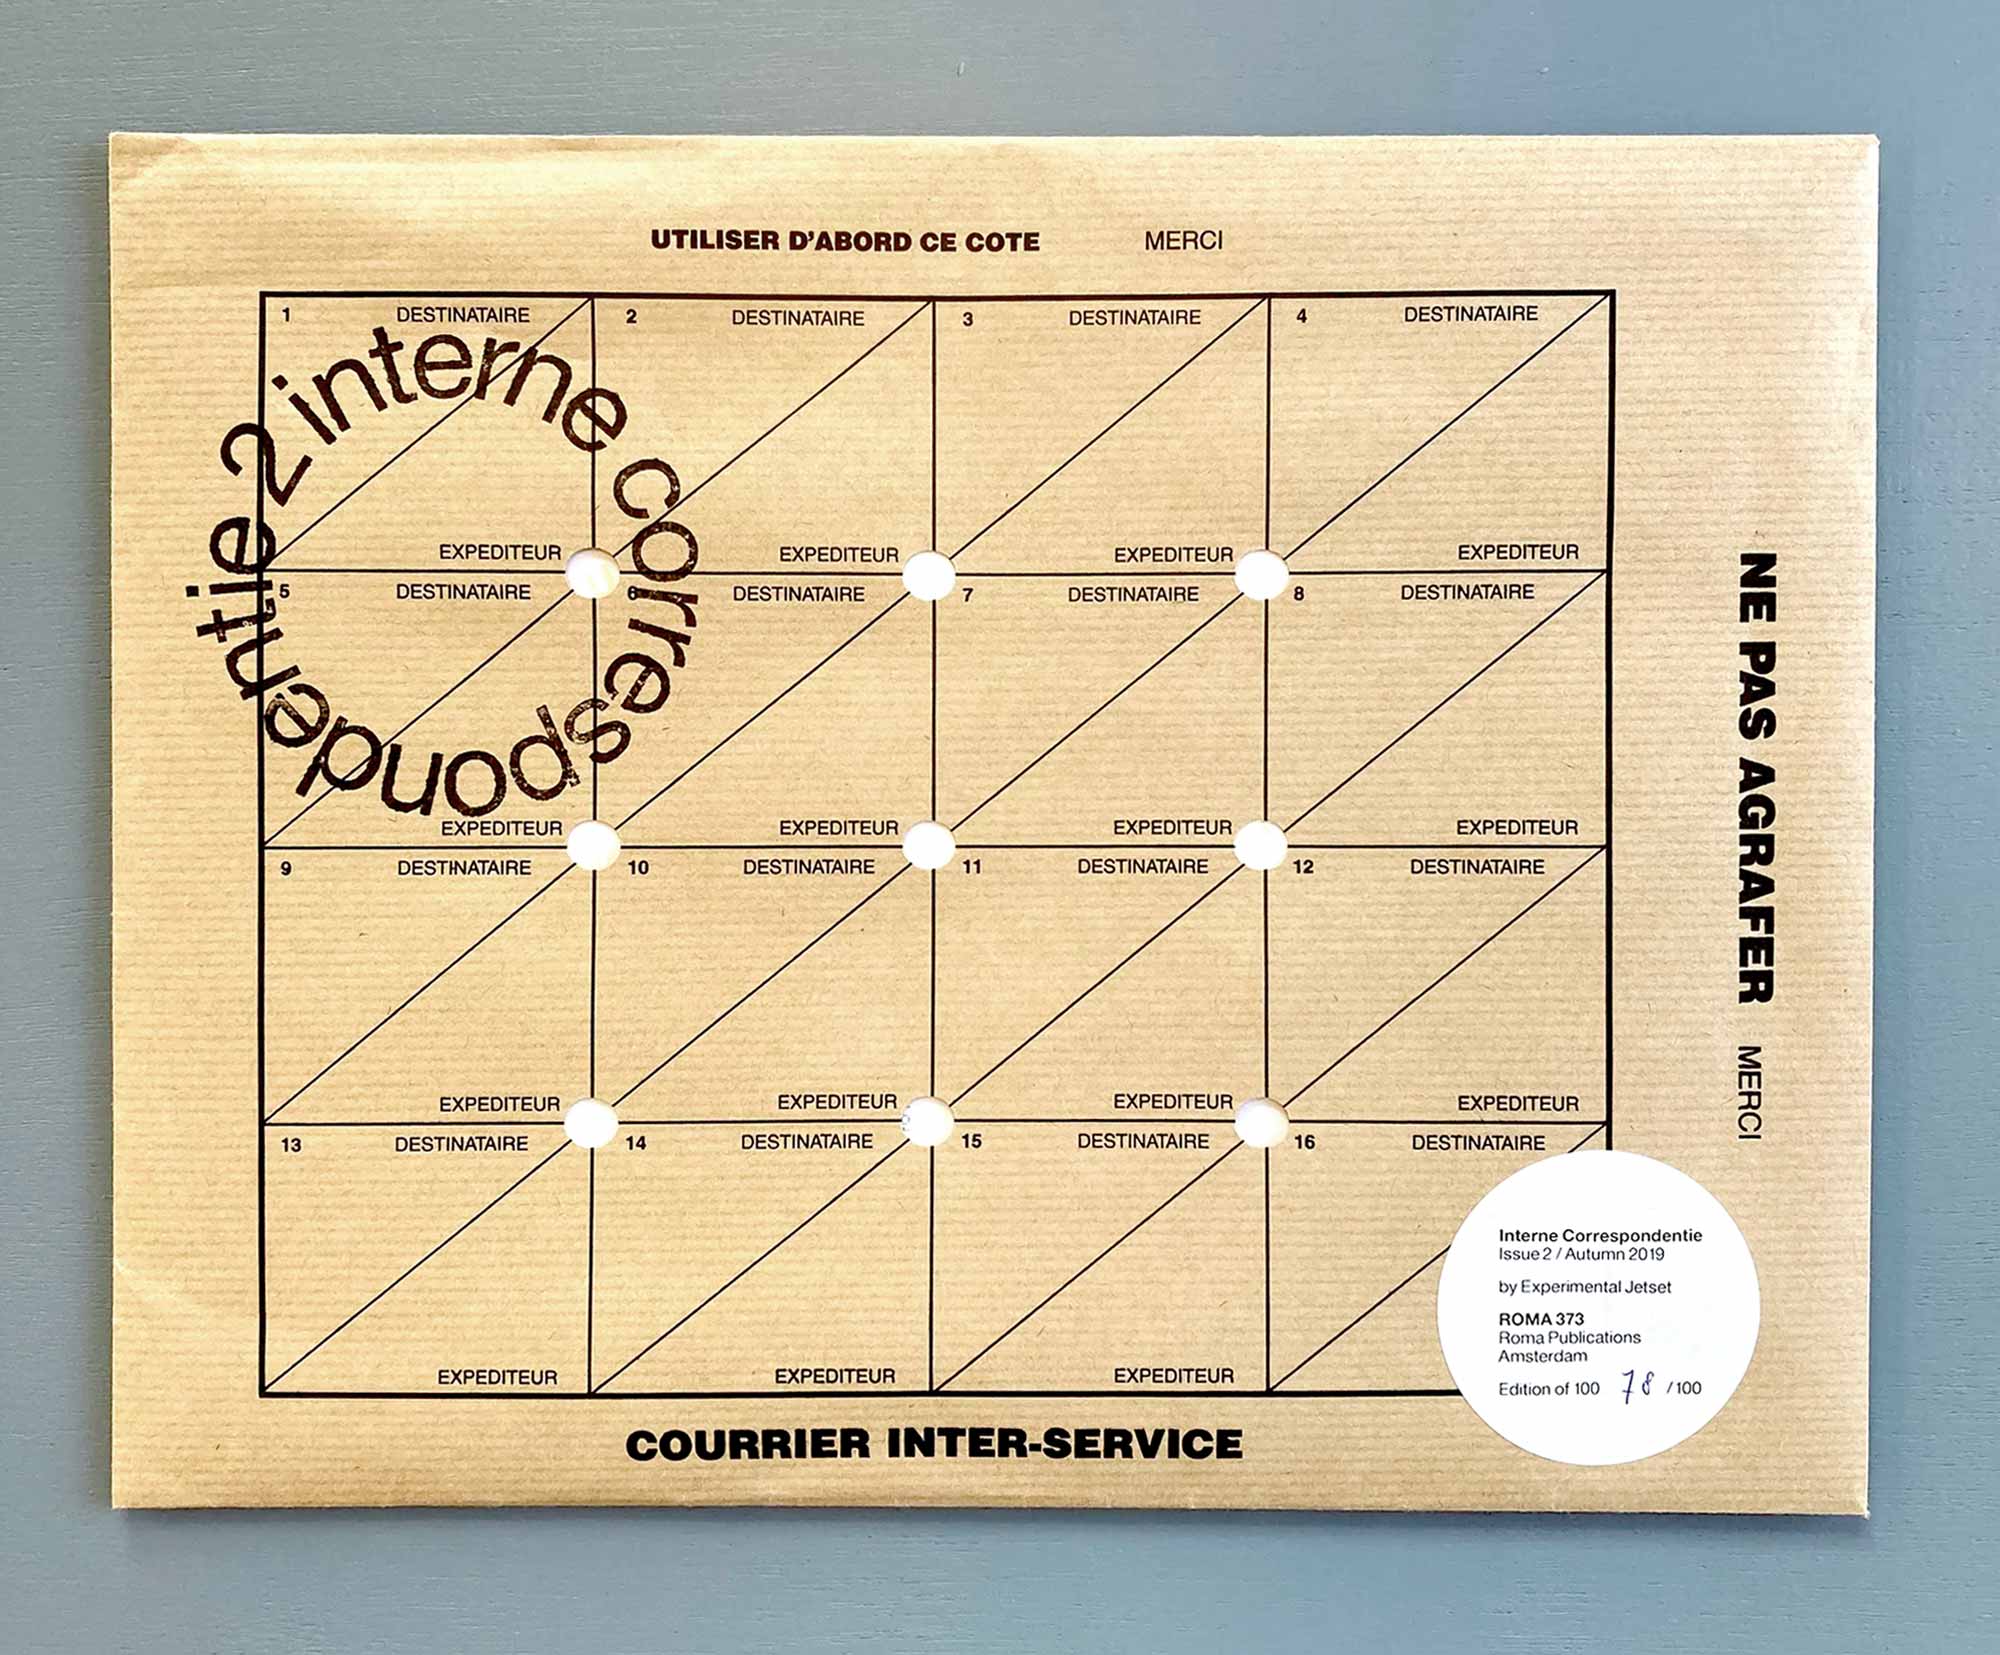 UTILISER D'ABORD CE COTE MERCI
1 DESTINATAIRE
EXPEDITEUR
2 DESTINATAIRE
EXPEDITEUR
3 DESTINATAIRE
EXPEDITEUR
4 DESTINATAIRE
EXPEDITEUR
5 DESTINATAIRE
EXPEDITEUR
6 DESTINATAIRE
EXPEDITEUR
7 DESTINATAIRE
EXPEDITEUR
8 DESTINATAIRE
EXPEDITEUR
9 DESTINATAIRE
EXPEDITEUR
10 DESTINATAIRE
EXPEDITEUR
11 DESTINATAIRE
EXPEDITEUR
12 DESTINATAIRE
EXPEDITEUR
13 DESTINATAIRE
EXPEDITEUR
14 DESTINATAIRE
EXPEDITEUR
15 DESTINATAIRE
EXPEDITEUR
16 DESTINATAIRE
interne correspondentie 2
NE PAS AGRAFER MERCI
COURRIER INTER-SERVICE
Interne Correspondentie
Issue 2 / Autumn 2019
by Experimental Jetset
ROMA 373
Roma Publications
Amsterdam
Edition of 100 78 /100